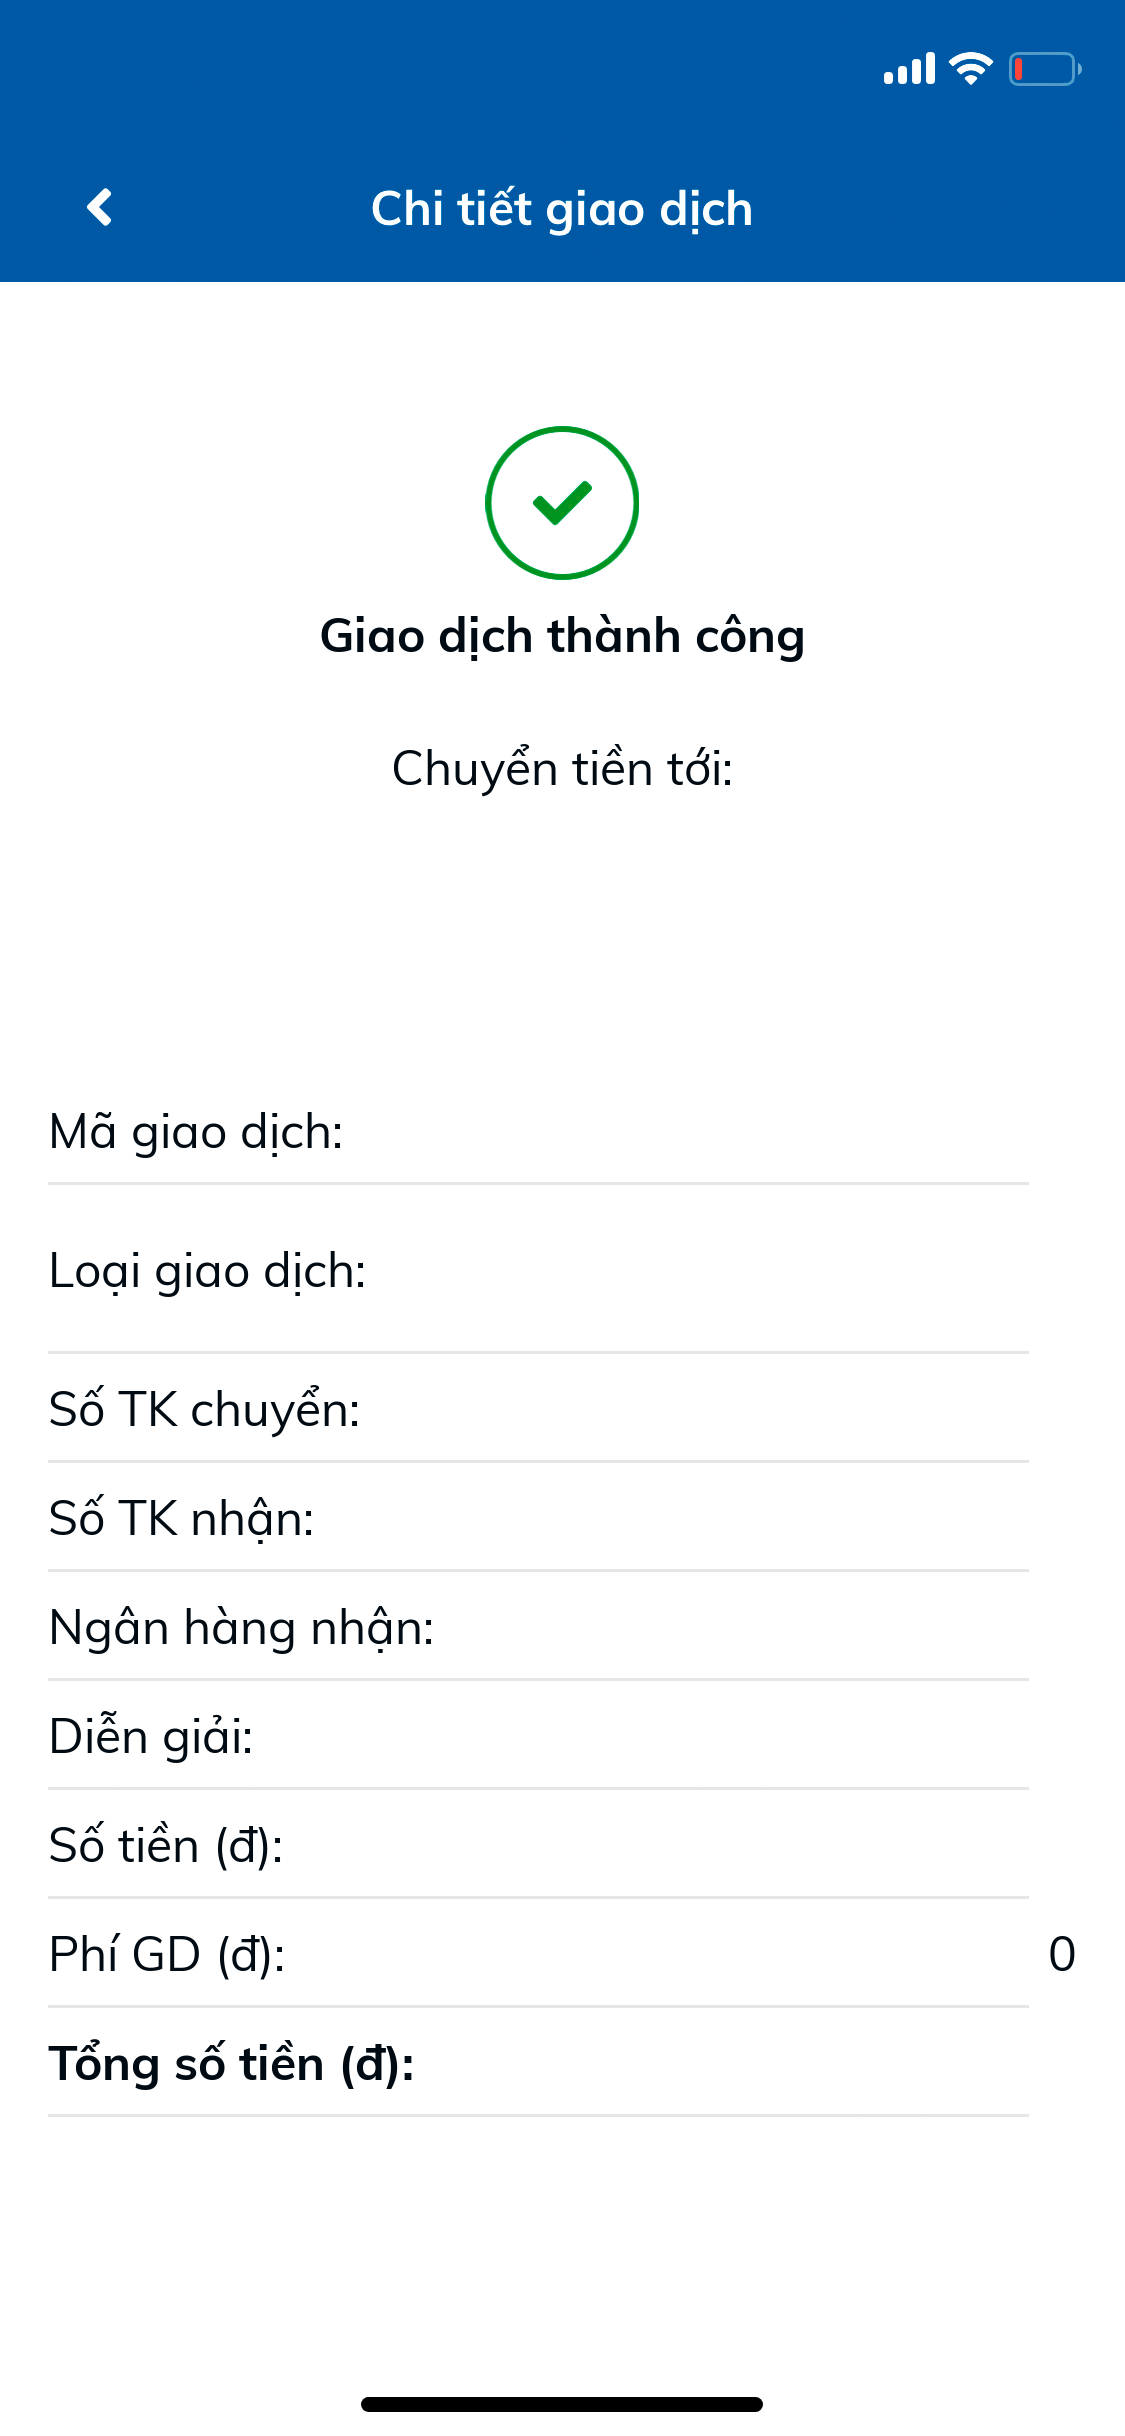 Chi tiết giao dịch
Giao dịch thành công
Chuyển tiền tới:
Mã giao dịch:
Loại giao dịch:
Số TK chuyển:
Số TK nhận:
Ngân hàng nhận:
Diễn giải:
Số tiền (đ):
Phí GD (đ): 0
Tổng số tiền (đ):